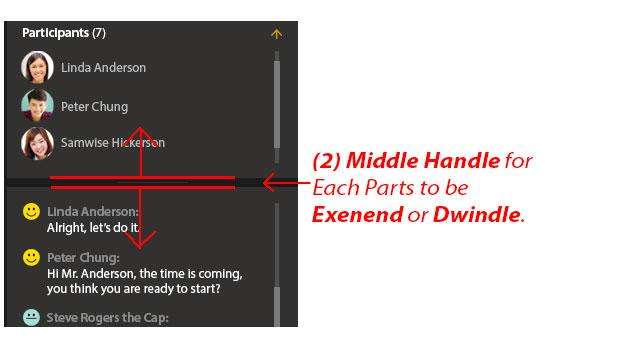 Participants (7)
Linda Anderson
Peter Chung
Samwise Hickerson
(2) Middle Handle for
Each Parts to be
Exenend or Dwindle.
Linda Anderson:
Alright, let's do it.
Peter Chung:
Hi Mr. Anderson, the time is coming,
you think you are ready to start?
Steve Rogers the Cap: